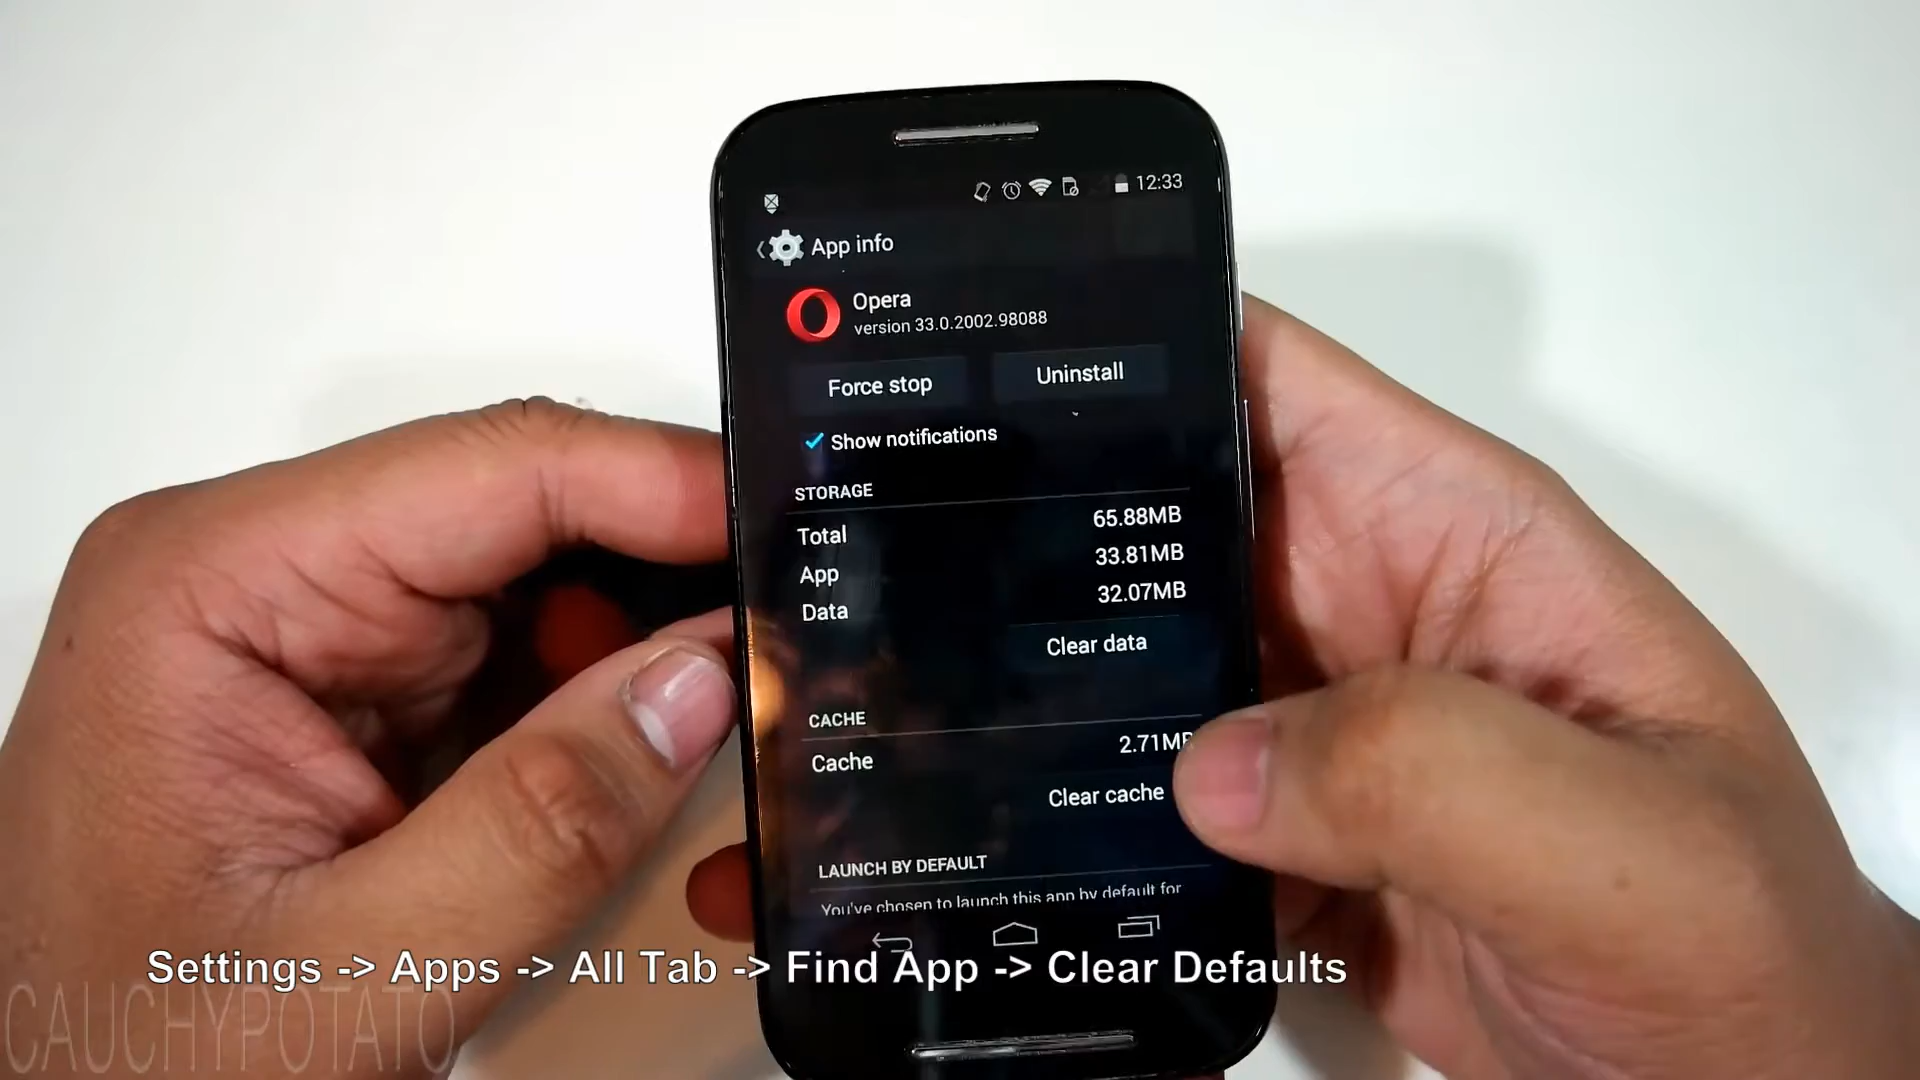 12:33
App info
Opera
version 33.0.2002.98088
Force stop
Uninstall
Show notifications
STORAGE
Total 65.88MB
App 33.81MB
Data 32.07MB
Clear data
CACHE
Cache 2.71MB
Clear cache
LAUNCH BY DEFAULT
You've chosen to launch this app by default for
Settings -> Apps -> All Tab -> Find App -> Clear Defaults
CAUCHYPOTATO